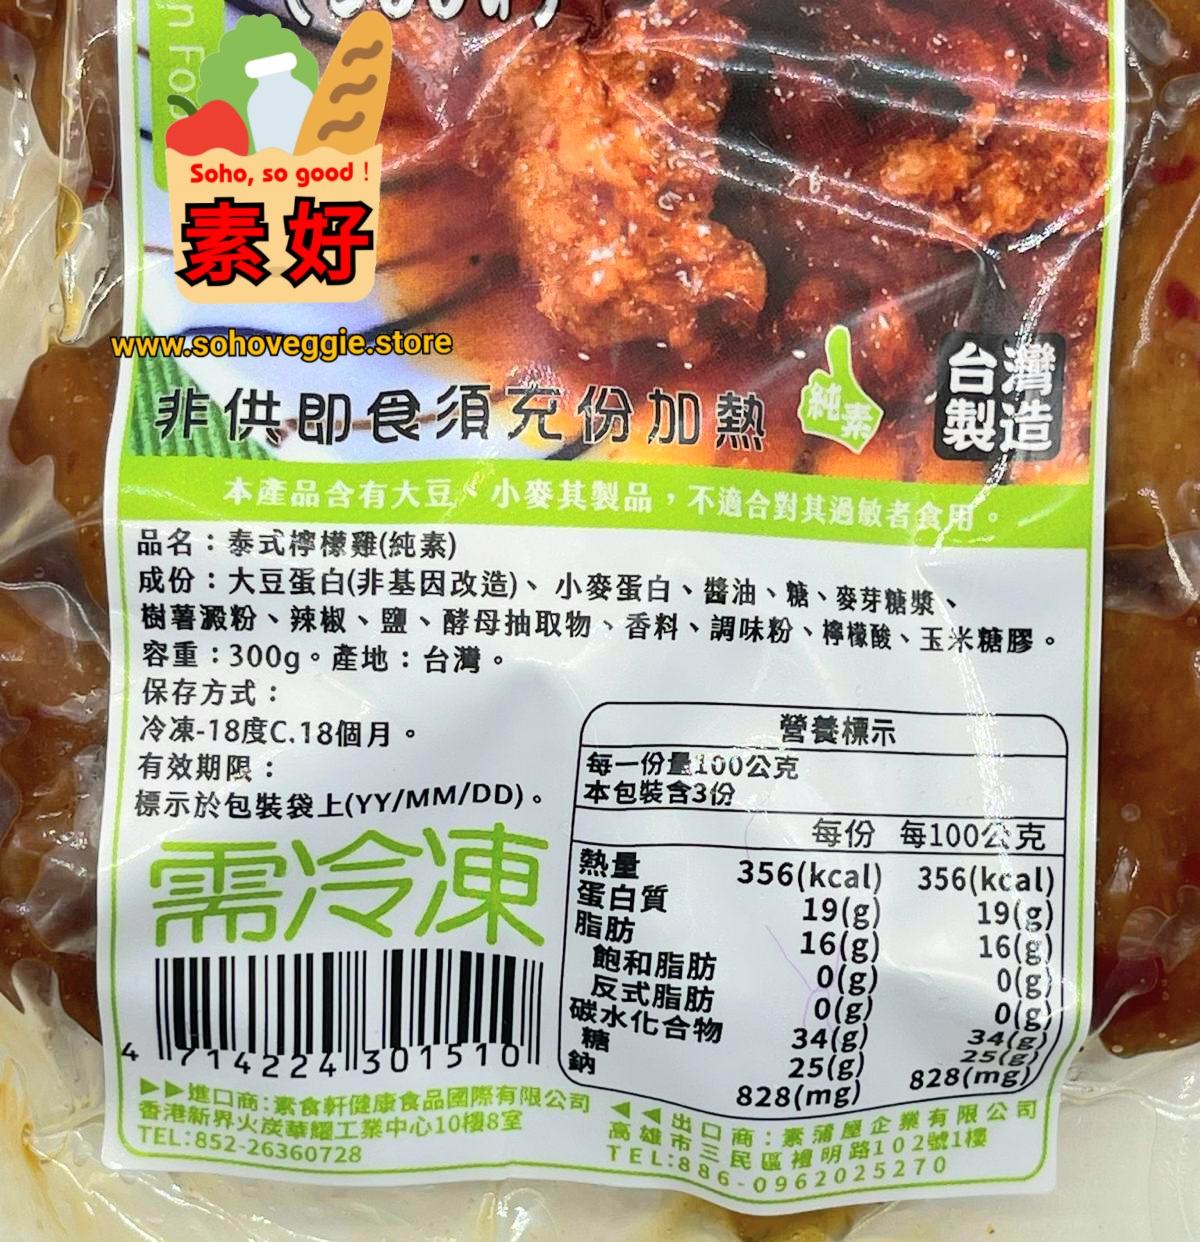 Soho, so good !
素好
www.sohoveggie.store
非供即食須充份加熱
純素
台灣
製造
本產品含有大豆、小麥其製品,不適合對其過敏者食用。
品名:泰式檸檬雞(純素)
成份:大豆蛋白(非基因改造)、小麥蛋白、醬油、糖、麥芽糖漿、
樹薯澱粉、辣椒、鹽、酵母抽取物、香料、調味粉、檸檬酸、玉米糖膠。
容重:300g。產地:台灣。
保存方式:
冷凍-18度C.18個月。
有效期限:
標示於包裝袋上(YY/MM/DD)。
需冷凍
4 714224 301510
營養標示
每一份量100公克
本包裝含3份
每份 每100公克
熱量 356(kcal) 356(kcal)
蛋白質 19(g) 19(g)
脂肪 16(g) 16(g)
飽和脂肪 0(g) 0(g)
反式脂肪 0(g) 0(g)
碳水化合物 34(g) 34(g)
糖 25(g) 25(g)
鈉 828(mg) 828(mg)
▶▶進口商:素食軒健康食品國際有限公司
香港新界火炭華耀工業中心10樓8室
TEL:852-26360728
◀◀出口商:素蒲屋企業有限公司
高雄市三民區禮明路102號1樓
TEL:886-0962025270